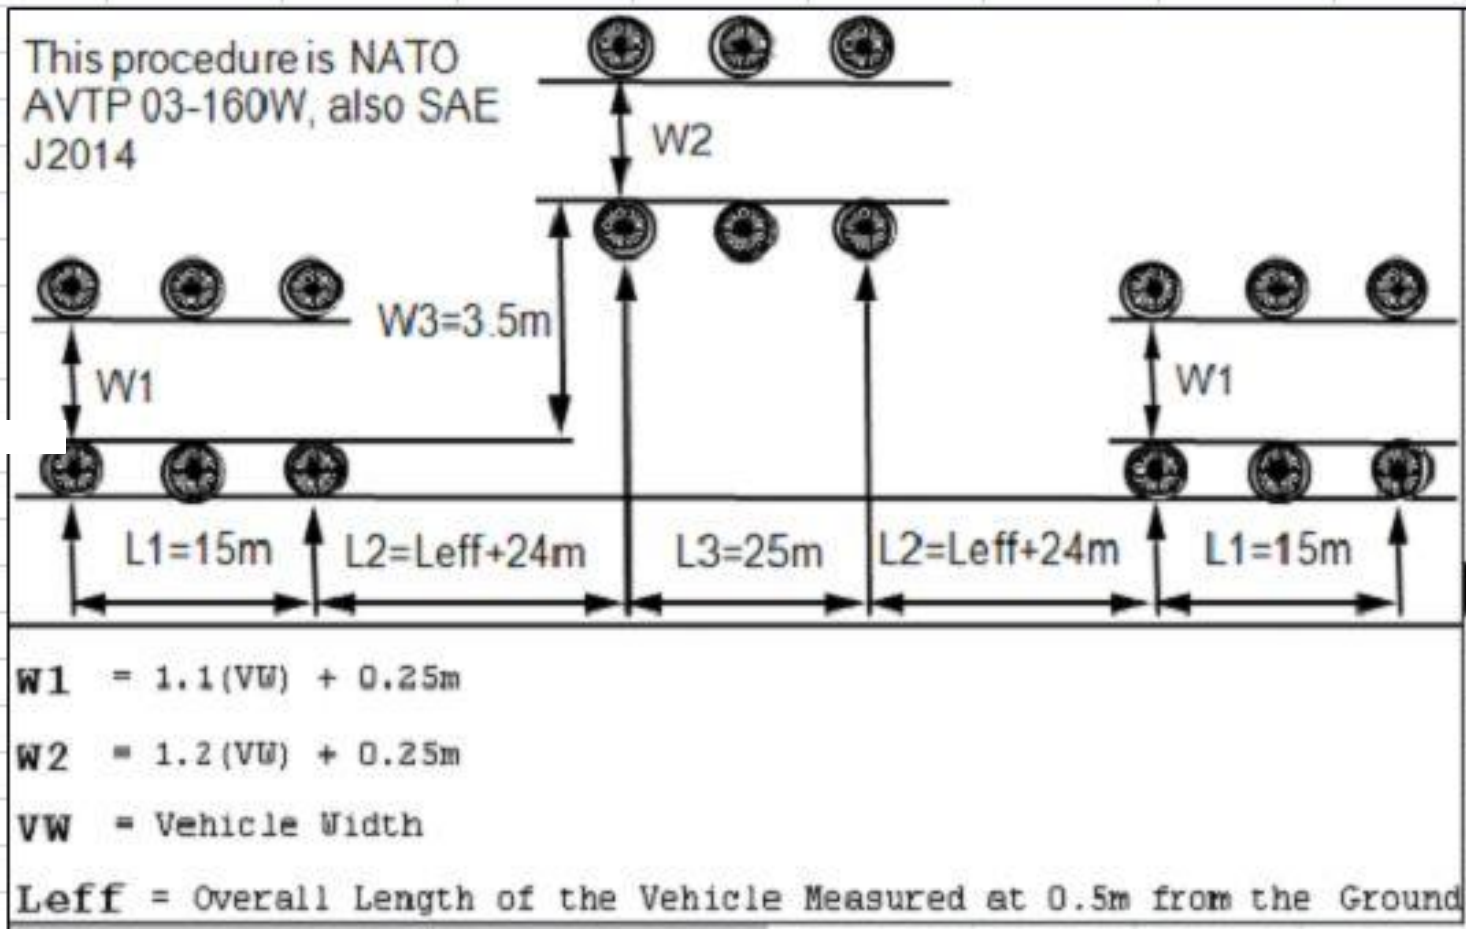 This procedure is NATO
AVTP 03-160W, also SAE
J2014
W2
W3=3.5m
W1
W1
L1=15m
L2=Leff+24m
L3=25m
L2=Leff+24m
L1=15m
W1 = 1.1(VW) + 0.25m
W2 = 1.2(VW) + 0.25m
VW = Vehicle Width
Leff = Overall Length of the Vehicle Measured at 0.5m from the Ground